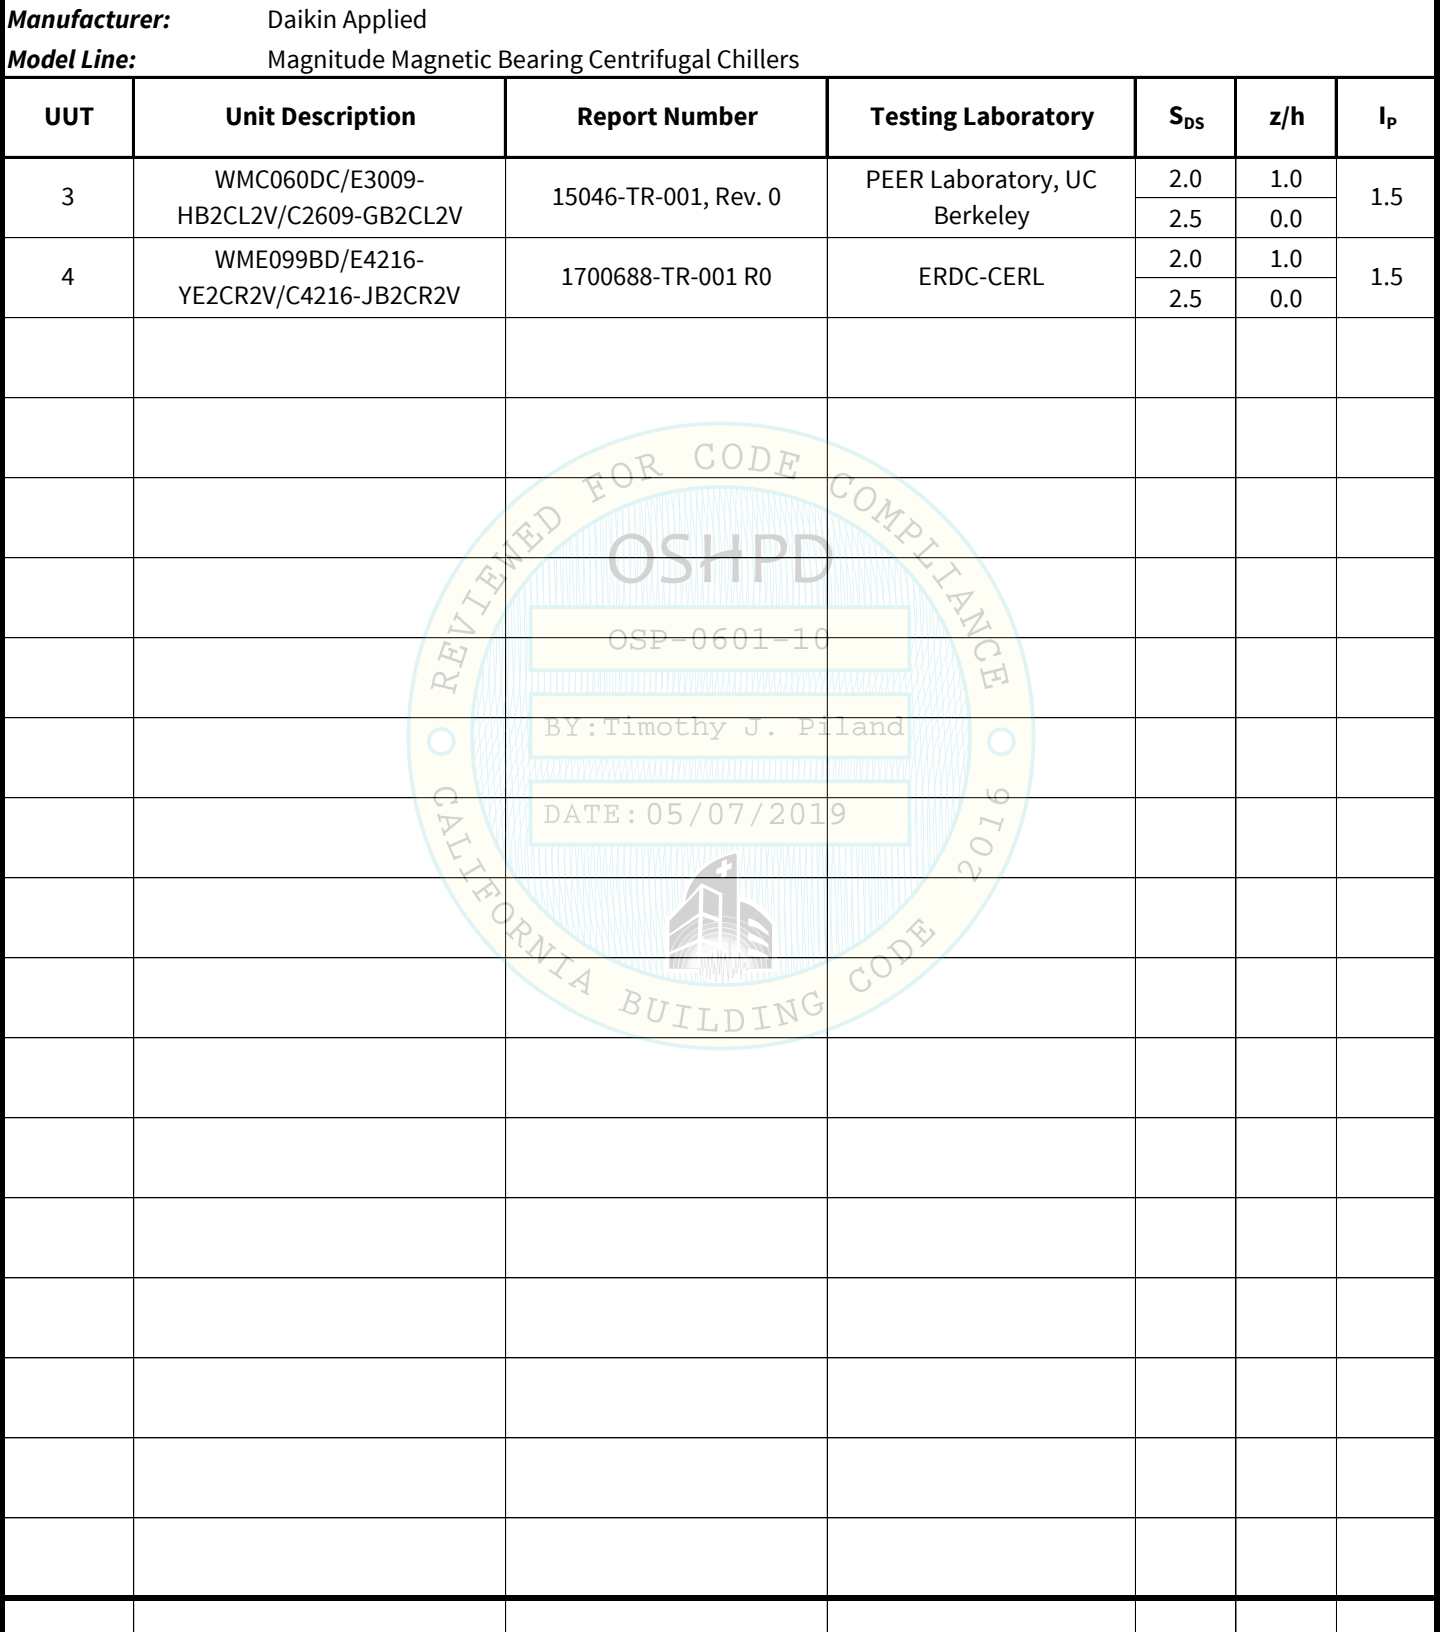 Manufacturer: Daikin Applied
Model Line: Magnitude Magnetic Bearing Centrifugal Chillers
UUT Unit Description Report Number Testing Laboratory SDS z/h IP
3 WMC060DC/E3009-HB2CL2V/C2609-GB2CL2V 15046-TR-001, Rev. 0 PEER Laboratory, UC Berkeley 2.0 1.0 1.5
2.5 0.0
4 WME099BD/E4216-YE2CR2V/C4216-JB2CR2V 1700688-TR-001 R0 ERDC-CERL 2.0 1.0 1.5
2.5 0.0
REVIEWED FOR CODE COMPLIANCE
OSHPD
OSP-0601-10
BY:Timothy J. Piland
DATE:05/07/2019
CALIFORNIA BUILDING CODE 2016